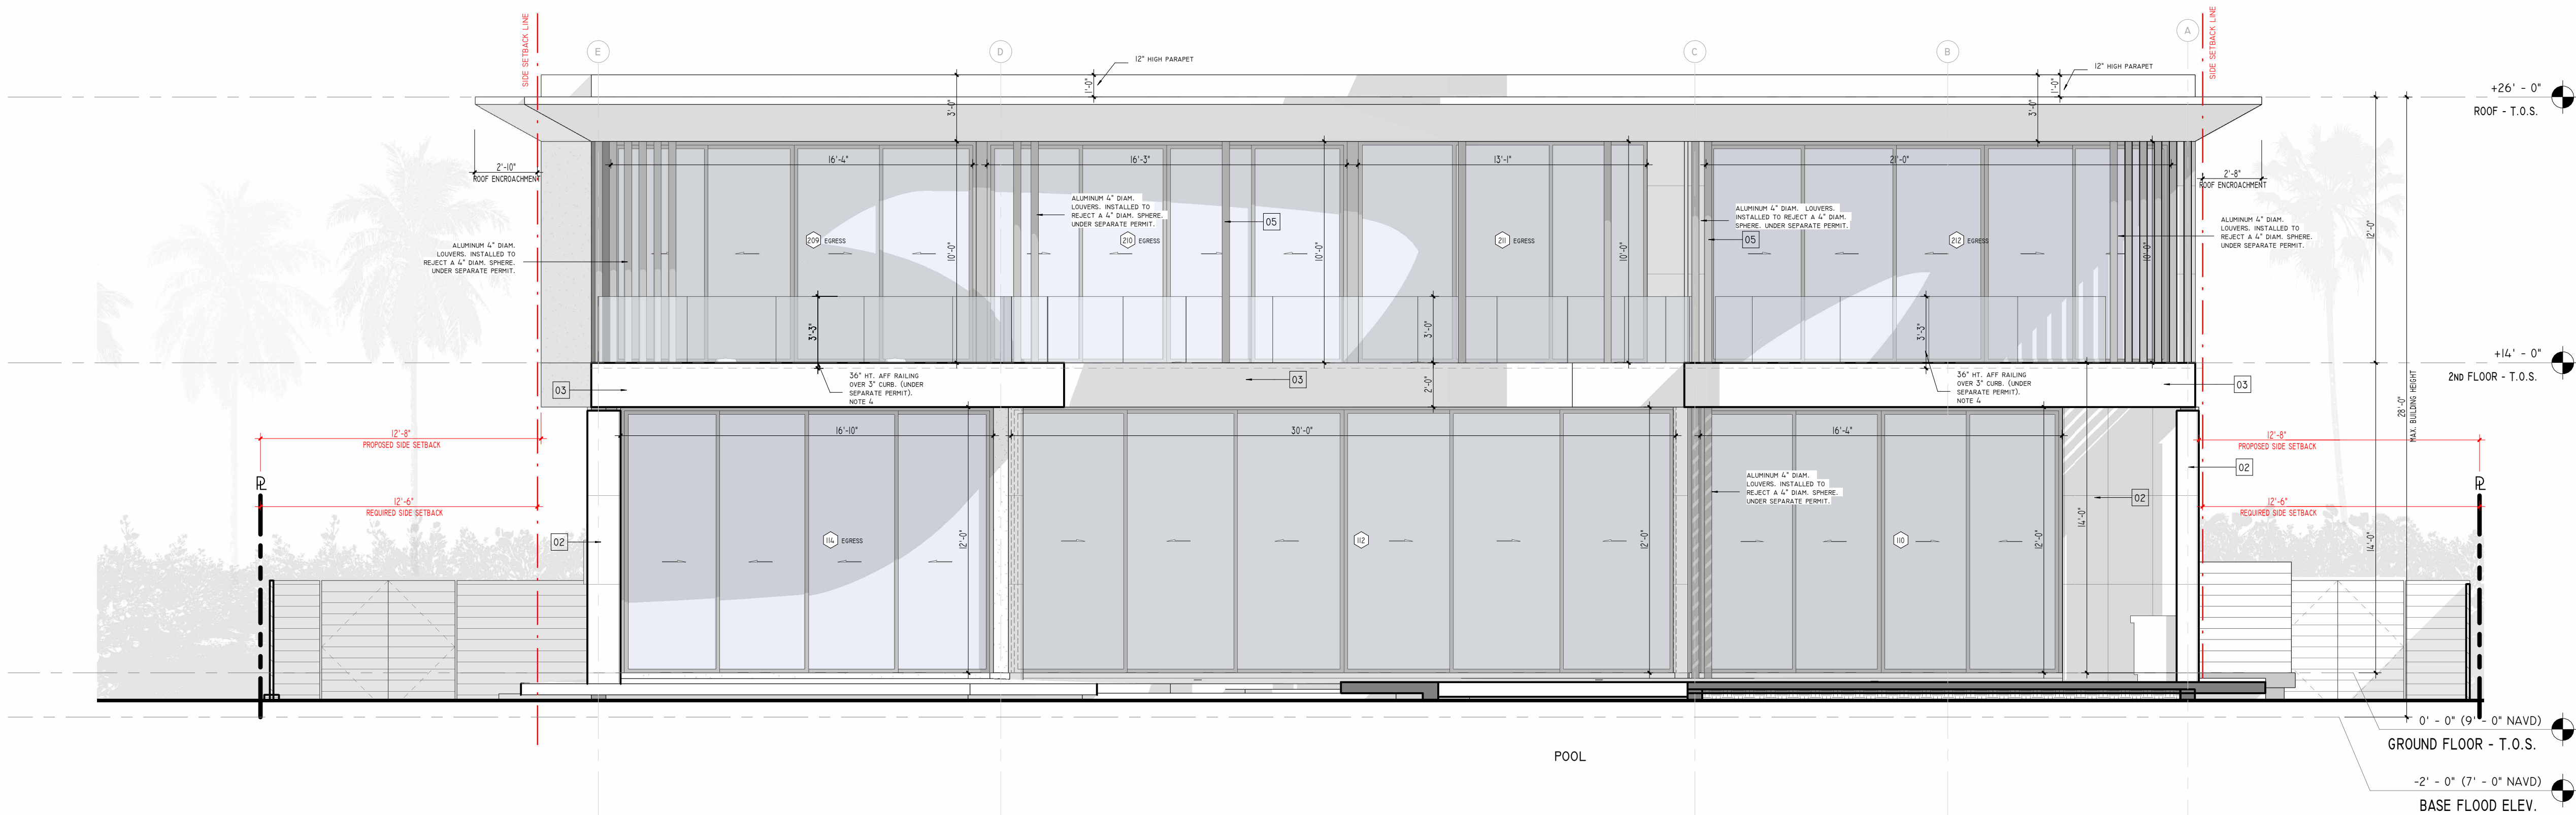 SIDE SETBACK LINE
E
D
C
B
A
SIDE SETBACK LINE
12" HIGH PARAPET
12" HIGH PARAPET
3'-0"
1'-0"
3'-0"
1'-0"
+26' - 0"
ROOF - T.O.S.
2'-10"
ROOF ENCROACHMENT
16'-4"
16'-3"
13'-1"
21'-0"
2'-8"
ROOF ENCROACHMENT
ALUMINUM 4" DIAM.
LOUVERS. INSTALLED TO
REJECT A 4" DIAM. SPHERE.
UNDER SEPARATE PERMIT.
209 EGRESS
10'-0"
ALUMINUM 4" DIAM.
LOUVERS. INSTALLED TO
REJECT A 4" DIAM. SPHERE.
UNDER SEPARATE PERMIT.
210 EGRESS
05
10'-0"
211 EGRESS
10'-0"
ALUMINUM 4" DIAM. LOUVERS.
INSTALLED TO REJECT A 4" DIAM.
SPHERE. UNDER SEPARATE PERMIT.
05
212 EGRESS
10'-0"
ALUMINUM 4" DIAM.
LOUVERS. INSTALLED TO
REJECT A 4" DIAM. SPHERE.
UNDER SEPARATE PERMIT.
12'-0"
3'-3"
3'-0"
3'-3"
+14' - 0"
2ND FLOOR - T.O.S.
03
36" HT. AFF RAILING
OVER 3" CURB. (UNDER
SEPARATE PERMIT).
NOTE 4
03
2'-0"
36" HT. AFF RAILING
OVER 3" CURB. (UNDER
SEPARATE PERMIT).
NOTE 4
03
28'-0"
MAX. BUILDING HEIGHT
12'-8"
PROPOSED SIDE SETBACK
16'-10"
30'-0"
16'-4"
12'-8"
PROPOSED SIDE SETBACK
PL
12'-6"
REQUIRED SIDE SETBACK
ALUMINUM 4" DIAM.
LOUVERS. INSTALLED TO
REJECT A 4" DIAM. SPHERE.
UNDER SEPARATE PERMIT.
02
02
PL
12'-6"
REQUIRED SIDE SETBACK
02
114 EGRESS
12'-0"
112
12'-0"
110
12'-0"
14'-0"
14'-0"
0' - 0" (9' - 0" NAVD)
GROUND FLOOR - T.O.S.
POOL
-2' - 0" (7' - 0" NAVD)
BASE FLOOD ELEV.